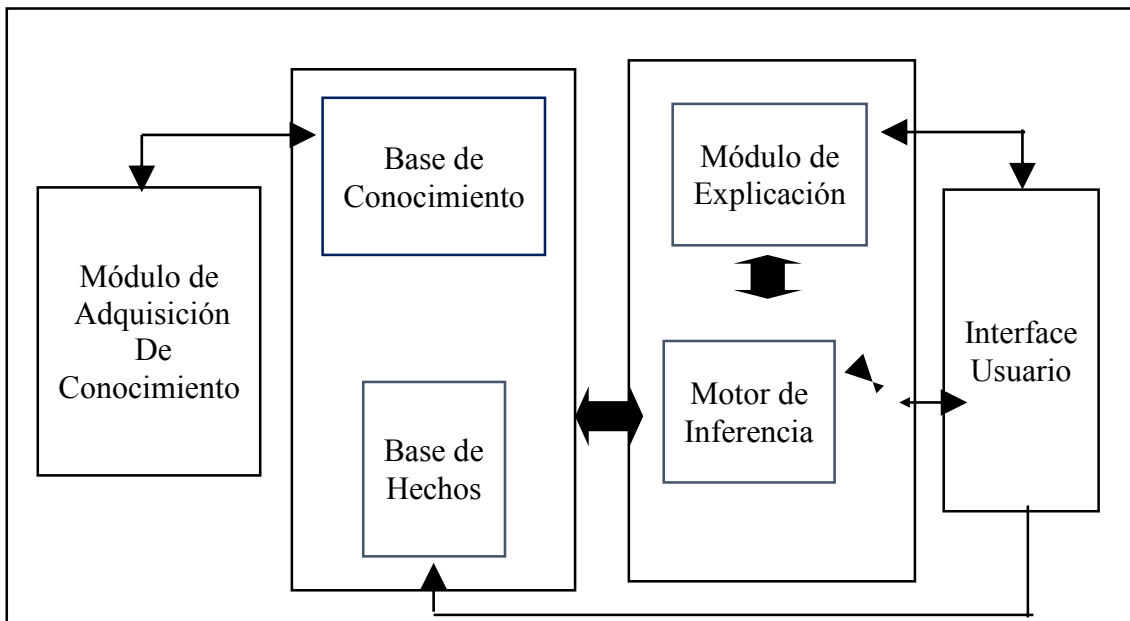 Módulo de
Adquisición
De
Conocimiento
Base de
Conocimiento
Base de
Hechos
Módulo de
Explicación
Motor de
Inferencia
Interface
Usuario